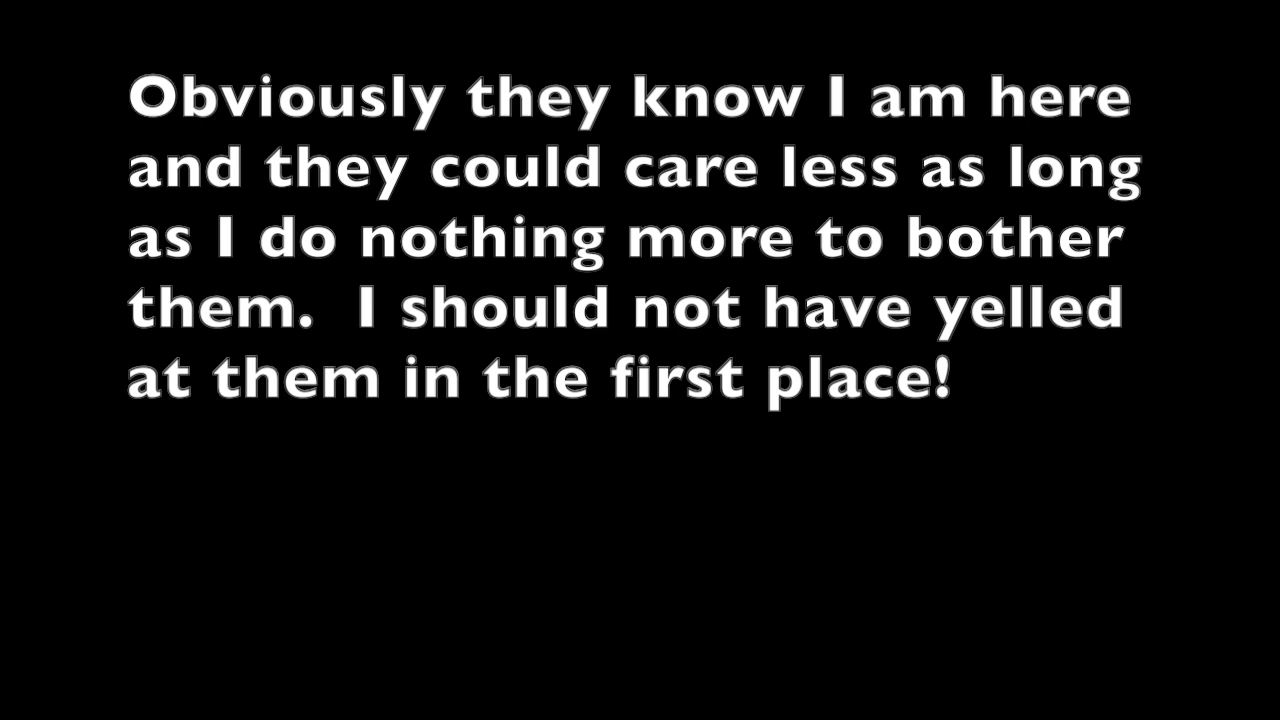 Obviously they know I am here
and they could care less as long
as I do nothing more to bother
them.  I should not have yelled
at them in the first place!